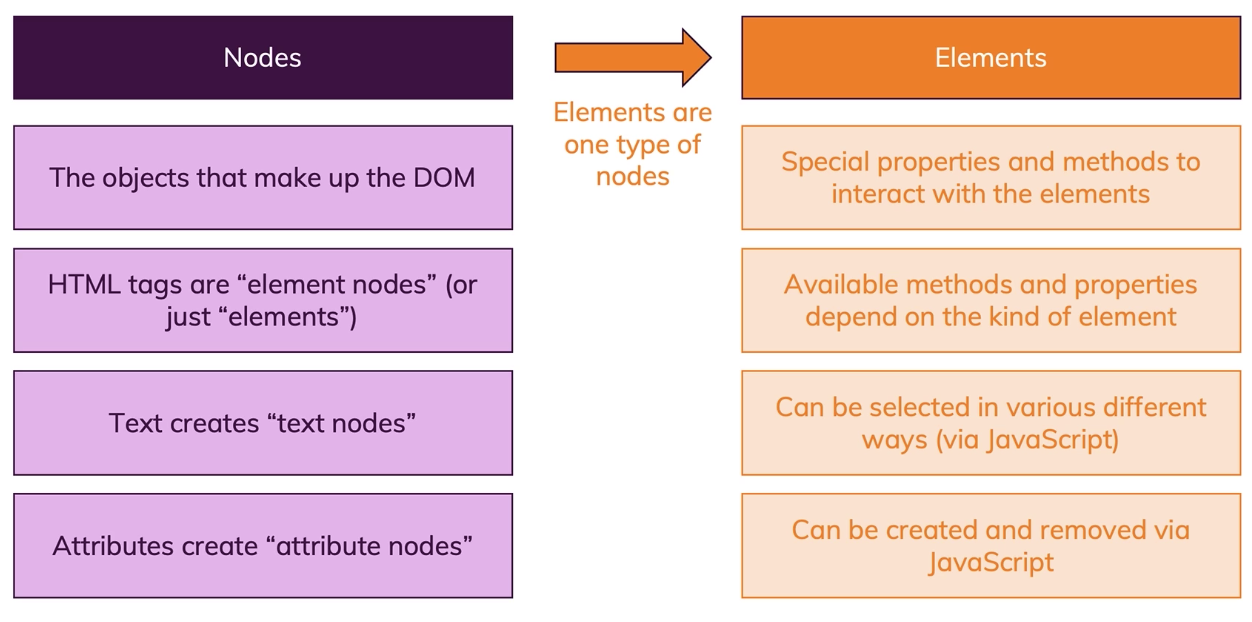 Nodes
The objects that make up the DOM
HTML tags are “element nodes” (or
just “elements”)
Text creates “text nodes”
Attributes create “attribute nodes”
Elements are
one type of
nodes
Elements
Special properties and methods to
interact with the elements
Available methods and properties
depend on the kind of element
Can be selected in various different
ways (via JavaScript)
Can be created and removed via
JavaScript